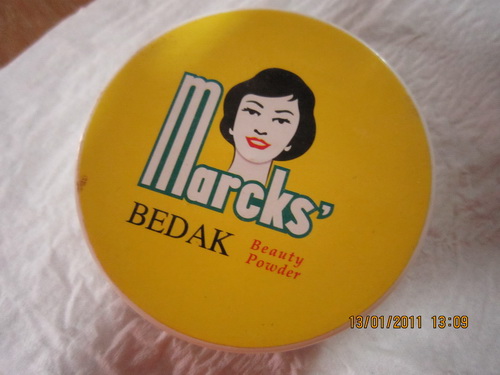 Marcks'
BEDAK
Beauty
Powder
13/01/2011 13:09